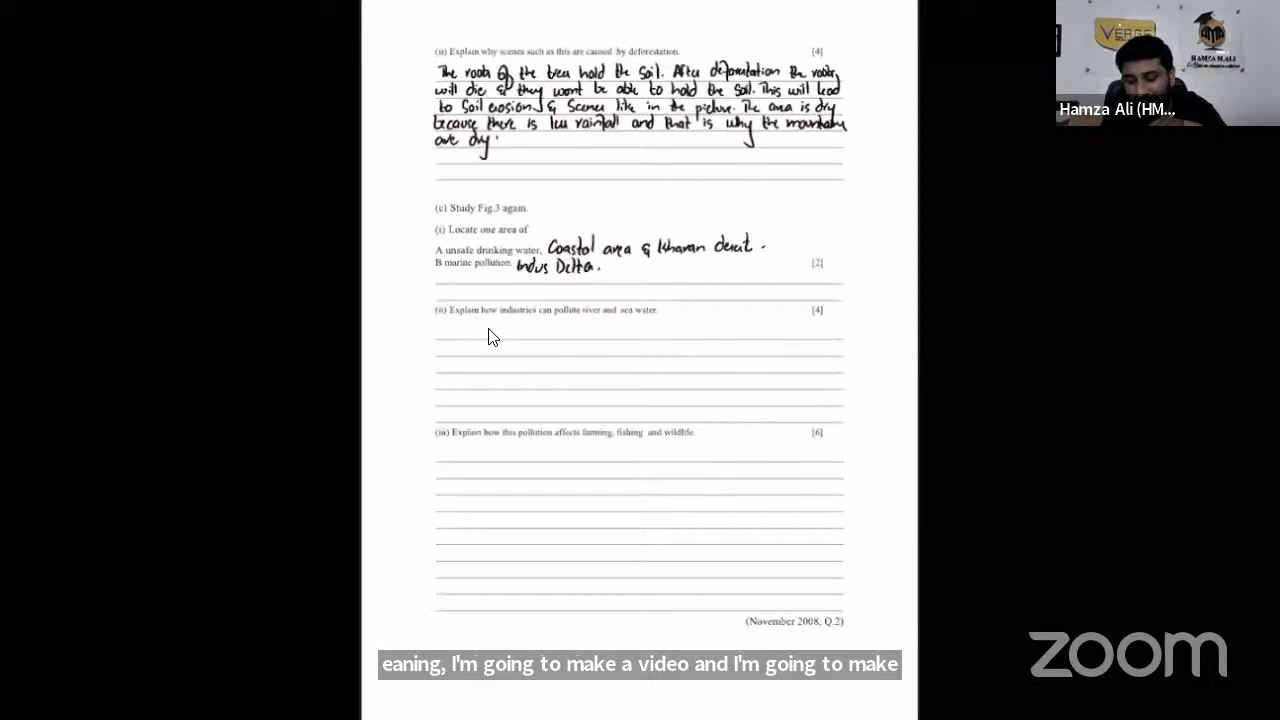 (ii) Explain why scenes such as this are caused by deforestation. [4]
The roots of the trees hold the soil. After deforestation the roots
will die & they wont be able to hold the soil. This will lead
to soil erosion & scenes like in the picture. The area is dry
because there is less rainfall and that is why the mountains
are dry.
(c) Study Fig.3 again.
(i) Locate one area of
A unsafe drinking water, Coastal area & Kharan desert.
B marine pollution. Indus Delta. [2]
(ii) Explain how industries can pollute river and sea water. [4]
(iii) Explain how this pollution affects farming, fishing and wildlife. [6]
(November 2008, Q.2)
eaning, I'm going to make a video and I'm going to make
zoom
VERGE
HAMZA M.ALI
Hamza Ali (HM...